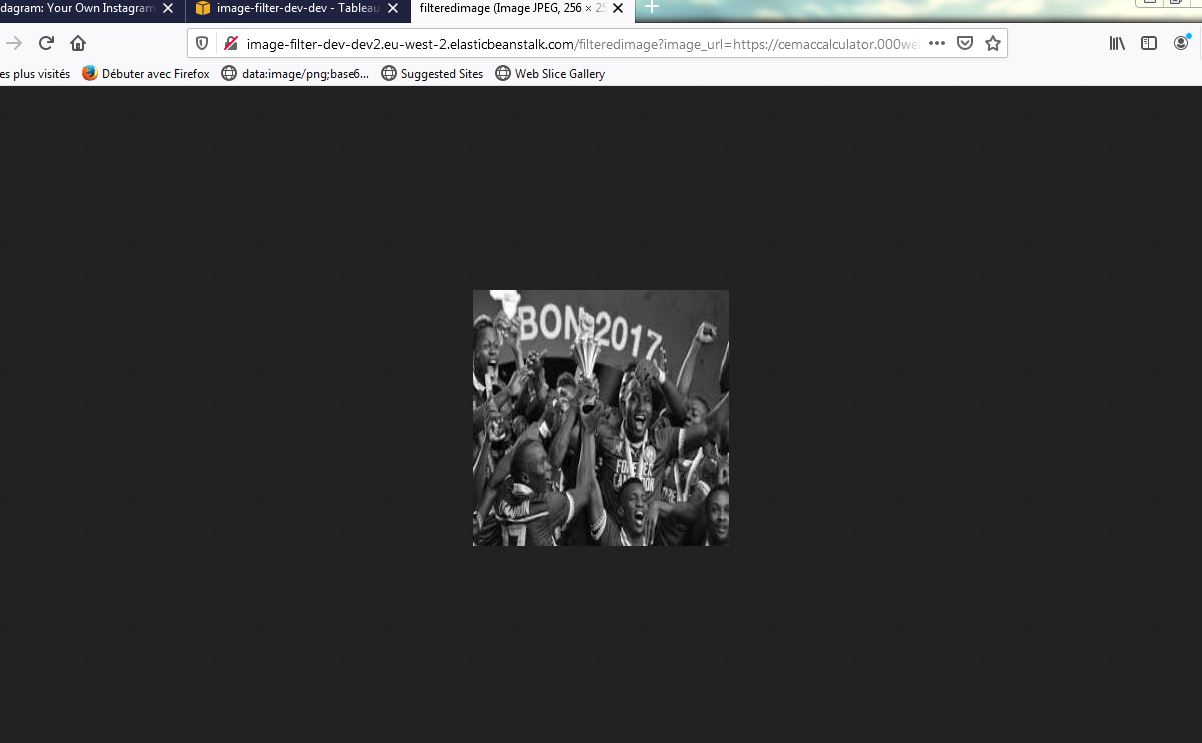 dagram: Your Own Instagram
image-filter-dev-dev - Tableau
filteredimage (Image JPEG, 256 × 25
image-filter-dev-dev2.eu-west-2.elasticbeanstalk.com/filteredimage?image_url=https://cemaccalculator.000we
es plus visités
Débuter avec Firefox
data:image/png;base6...
Suggested Sites
Web Slice Gallery
BON 2017
FOREVER